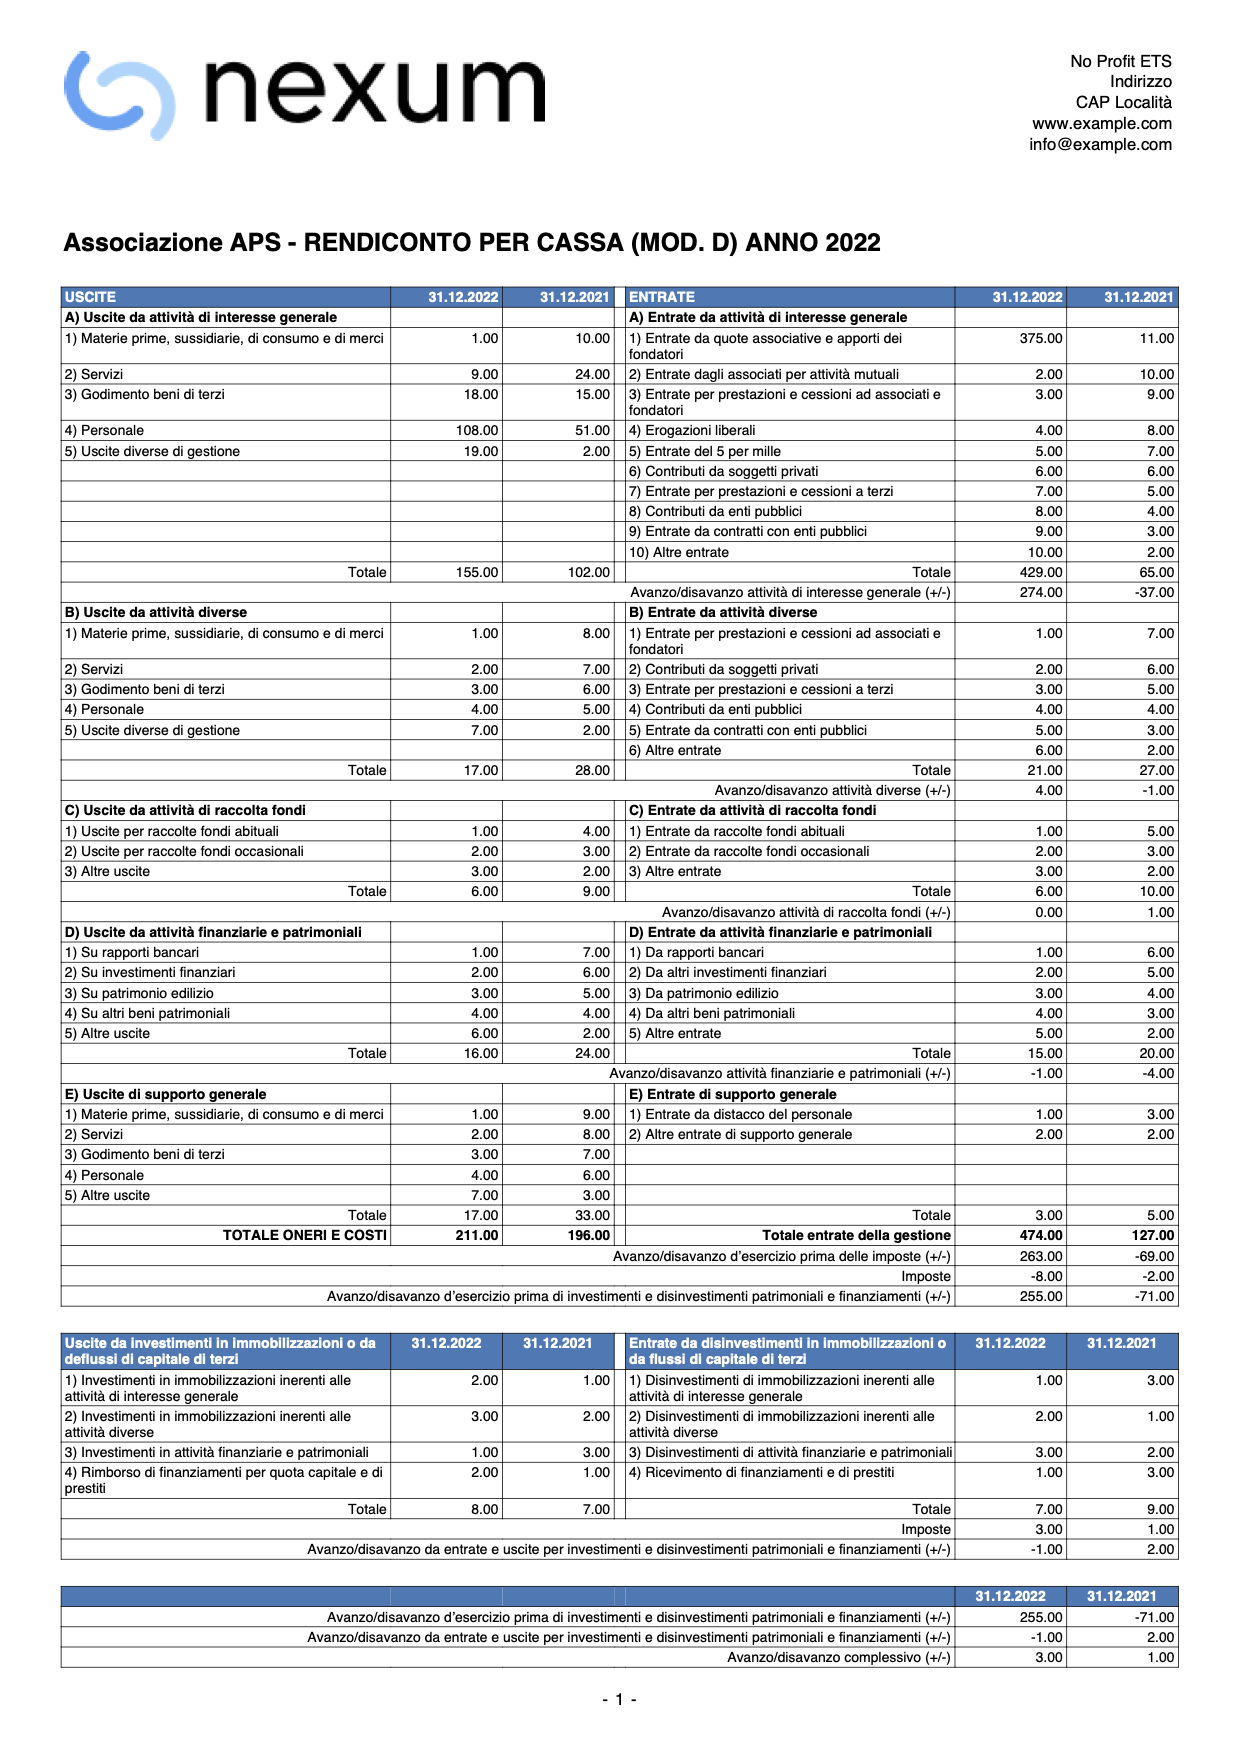 nexum
No Profit ETS
Indirizzo
CAP Località
www.example.com
info@example.com
Associazione APS - RENDICONTO PER CASSA (MOD. D) ANNO 2022
USCITE 31.12.2022 31.12.2021 ENTRATE 31.12.2022 31.12.2021
A) Uscite da attività di interesse generale A) Entrate da attività di interesse generale
1) Materie prime, sussidiarie, di consumo e di merci 1.00 10.00 1) Entrate da quote associative e apporti dei 375.00 11.00
fondatori
2) Servizi 9.00 24.00 2) Entrate dagli associati per attività mutuali 2.00 10.00
3) Godimento beni di terzi 18.00 15.00 3) Entrate per prestazioni e cessioni ad associati e 3.00 9.00
fondatori
4) Personale 108.00 51.00 4) Erogazioni liberali 4.00 8.00
5) Uscite diverse di gestione 19.00 2.00 5) Entrate del 5 per mille 5.00 7.00
6) Contributi da soggetti privati 6.00 6.00
7) Entrate per prestazioni e cessioni a terzi 7.00 5.00
8) Contributi da enti pubblici 8.00 4.00
9) Entrate da contratti con enti pubblici 9.00 3.00
10) Altre entrate 10.00 2.00
Totale 155.00 102.00 Totale 429.00 65.00
Avanzo/disavanzo attività di interesse generale (+/-) 274.00 -37.00
B) Uscite da attività diverse B) Entrate da attività diverse
1) Materie prime, sussidiarie, di consumo e di merci 1.00 8.00 1) Entrate per prestazioni e cessioni ad associati e 1.00 7.00
fondatori
2) Servizi 2.00 7.00 2) Contributi da soggetti privati 2.00 6.00
3) Godimento beni di terzi 3.00 6.00 3) Entrate per prestazioni e cessioni a terzi 3.00 5.00
4) Personale 4.00 5.00 4) Contributi da enti pubblici 4.00 4.00
5) Uscite diverse di gestione 7.00 2.00 5) Entrate da contratti con enti pubblici 5.00 3.00
6) Altre entrate 6.00 2.00
Totale 17.00 28.00 Totale 21.00 27.00
Avanzo/disavanzo attività diverse (+/-) 4.00 -1.00
C) Uscite da attività di raccolta fondi C) Entrate da attività di raccolta fondi
1) Uscite per raccolte fondi abituali 1.00 4.00 1) Entrate da raccolte fondi abituali 1.00 5.00
2) Uscite per raccolte fondi occasionali 2.00 3.00 2) Entrate da raccolte fondi occasionali 2.00 3.00
3) Altre uscite 3.00 2.00 3) Altre entrate 3.00 2.00
Totale 6.00 9.00 Totale 6.00 10.00
Avanzo/disavanzo attività di raccolta fondi (+/-) 0.00 1.00
D) Uscite da attività finanziarie e patrimoniali D) Entrate da attività finanziarie e patrimoniali
1) Su rapporti bancari 1.00 7.00 1) Da rapporti bancari 1.00 6.00
2) Su investimenti finanziari 2.00 6.00 2) Da altri investimenti finanziari 2.00 5.00
3) Su patrimonio edilizio 3.00 5.00 3) Da patrimonio edilizio 3.00 4.00
4) Su altri beni patrimoniali 4.00 4.00 4) Da altri beni patrimoniali 4.00 3.00
5) Altre uscite 6.00 2.00 5) Altre entrate 5.00 2.00
Totale 16.00 24.00 Totale 15.00 20.00
Avanzo/disavanzo attività finanziarie e patrimoniali (+/-) -1.00 -4.00
E) Uscite di supporto generale E) Entrate di supporto generale
1) Materie prime, sussidiarie, di consumo e di merci 1.00 9.00 1) Entrate da distacco del personale 1.00 3.00
2) Servizi 2.00 8.00 2) Altre entrate di supporto generale 2.00 2.00
3) Godimento beni di terzi 3.00 7.00
4) Personale 4.00 6.00
5) Altre uscite 7.00 3.00
Totale 17.00 33.00 Totale 3.00 5.00
TOTALE ONERI E COSTI 211.00 196.00 Totale entrate della gestione 474.00 127.00
Avanzo/disavanzo d'esercizio prima delle imposte (+/-) 263.00 -69.00
Imposte -8.00 -2.00
Avanzo/disavanzo d'esercizio prima di investimenti e disinvestimenti patrimoniali e finanziamenti (+/-) 255.00 -71.00
Uscite da investimenti in immobilizzazioni o da 31.12.2022 31.12.2021 Entrate da disinvestimenti in immobilizzazioni o 31.12.2022 31.12.2021
deflussi di capitale di terzi da flussi di capitale di terzi
1) Investimenti in immobilizzazioni inerenti alle 2.00 1.00 1) Disinvestimenti di immobilizzazioni inerenti alle 1.00 3.00
attività di interesse generale attività di interesse generale
2) Investimenti in immobilizzazioni inerenti alle 3.00 2.00 2) Disinvestimenti di immobilizzazioni inerenti alle 2.00 1.00
attività diverse attività diverse
3) Investimenti in attività finanziarie e patrimoniali 1.00 3.00 3) Disinvestimenti di attività finanziarie e patrimoniali 3.00 2.00
4) Rimborso di finanziamenti per quota capitale e di 2.00 1.00 4) Ricevimento di finanziamenti e di prestiti 1.00 3.00
prestiti
Totale 8.00 7.00 Totale 7.00 9.00
Imposte 3.00 1.00
Avanzo/disavanzo da entrate e uscite per investimenti e disinvestimenti patrimoniali e finanziamenti (+/-) -1.00 2.00
31.12.2022 31.12.2021
Avanzo/disavanzo d'esercizio prima di investimenti e disinvestimenti patrimoniali e finanziamenti (+/-) 255.00 -71.00
Avanzo/disavanzo da entrate e uscite per investimenti e disinvestimenti patrimoniali e finanziamenti (+/-) -1.00 2.00
Avanzo/disavanzo complessivo (+/-) 3.00 1.00
- 1 -